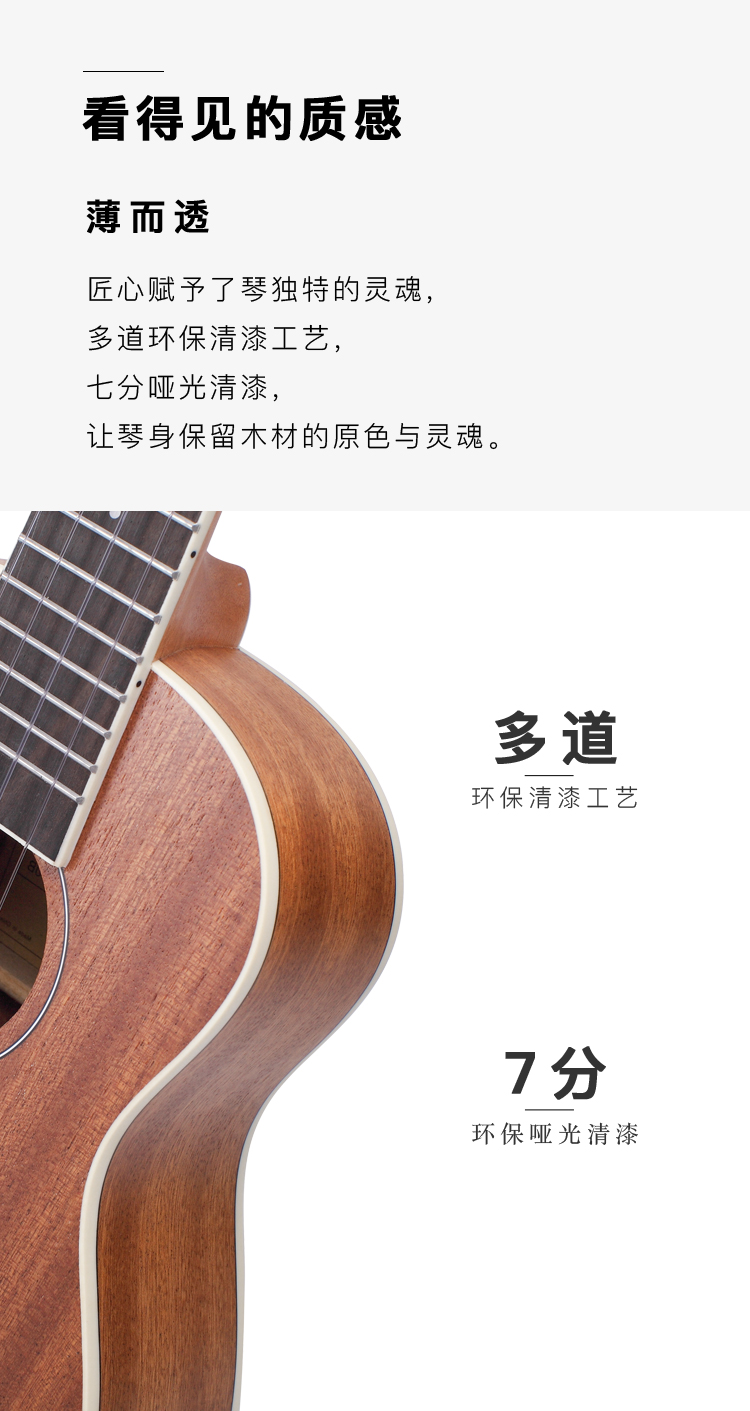 看得见的质感
薄而透
匠心赋予了琴独特的灵魂，
多道环保清漆工艺，
七分哑光清漆，
让琴身保留木材的原色与灵魂。
多道
环保清漆工艺
7分
环保哑光清漆